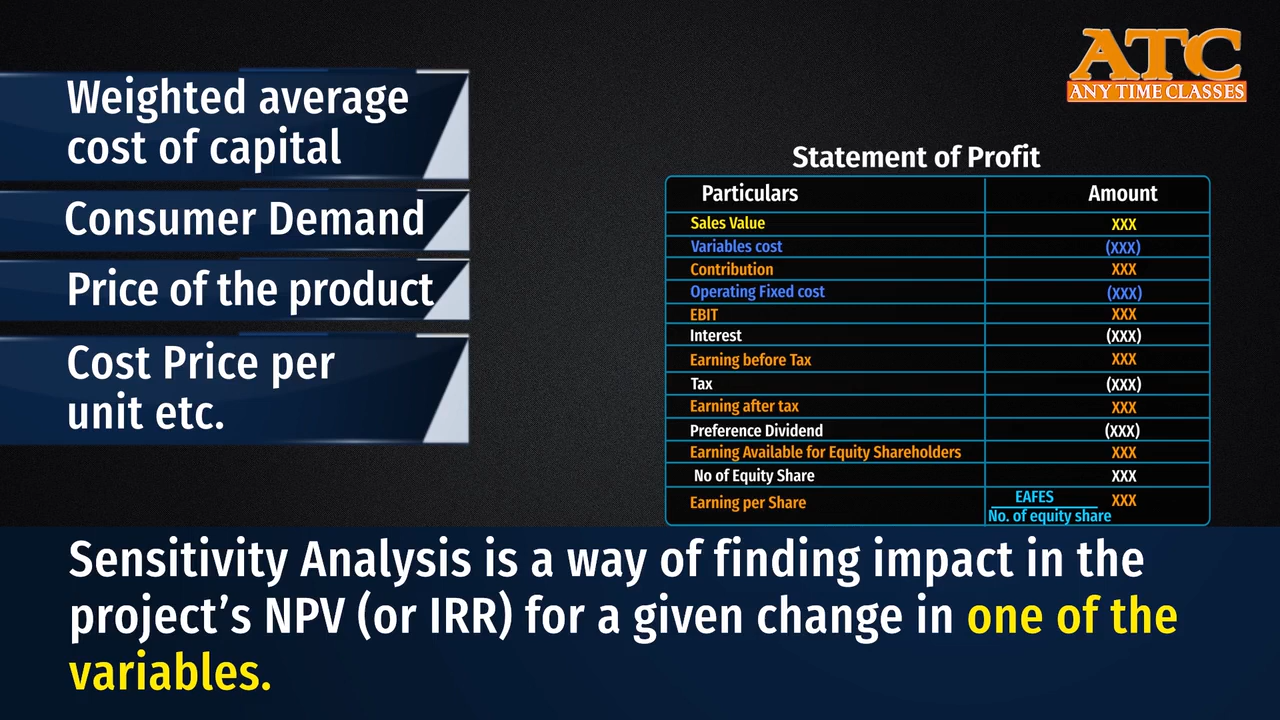 ATC
ANY TIME CLASSES
Weighted average
cost of capital
Consumer Demand
Price of the product
Cost Price per
unit etc.
Statement of Profit
Particulars Amount
Sales Value XXX
Variables cost (XXX)
Contribution XXX
Operating Fixed cost (XXX)
EBIT XXX
Interest (XXX)
Earning before Tax XXX
Tax (XXX)
Earning after tax XXX
Preference Dividend (XXX)
Earning Available for Equity Shareholders XXX
No of Equity Share XXX
Earning per Share EAFES XXX
No. of equity share
Sensitivity Analysis is a way of finding impact in the
project’s NPV (or IRR) for a given change in one of the
variables.